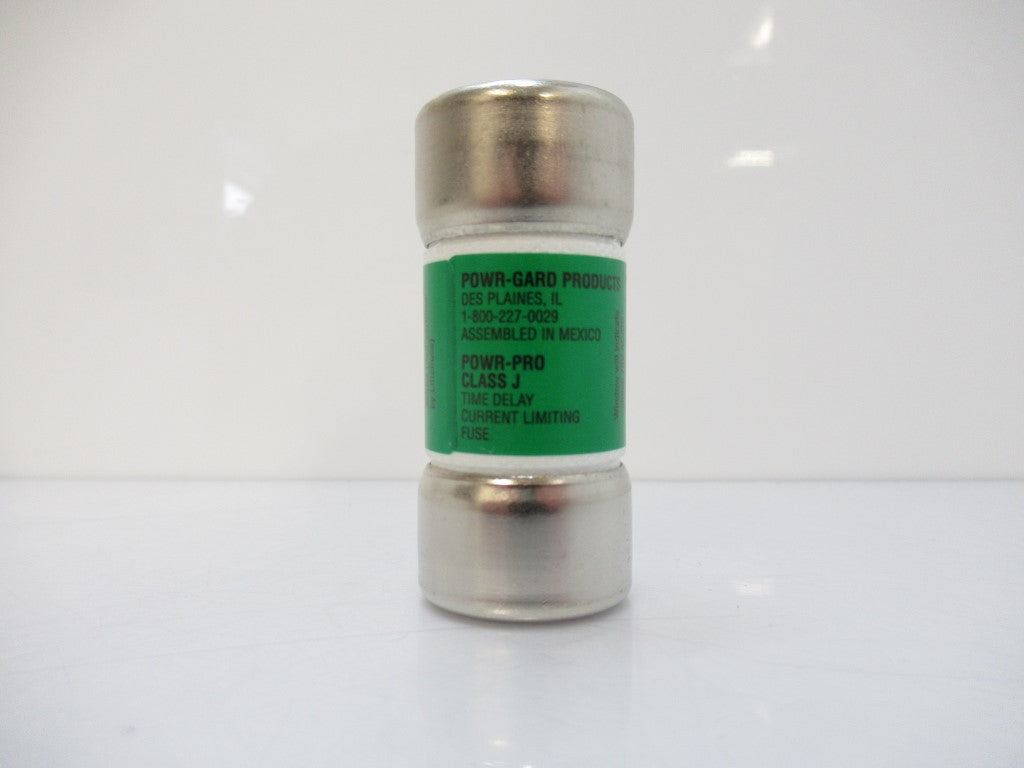 POWR-GARD PRODUCTS
DES PLAINES, IL
1-800-227-0029
ASSEMBLED IN MEXICO
POWR-PRO
CLASS J
TIME DELAY
CURRENT LIMITING
FUSE